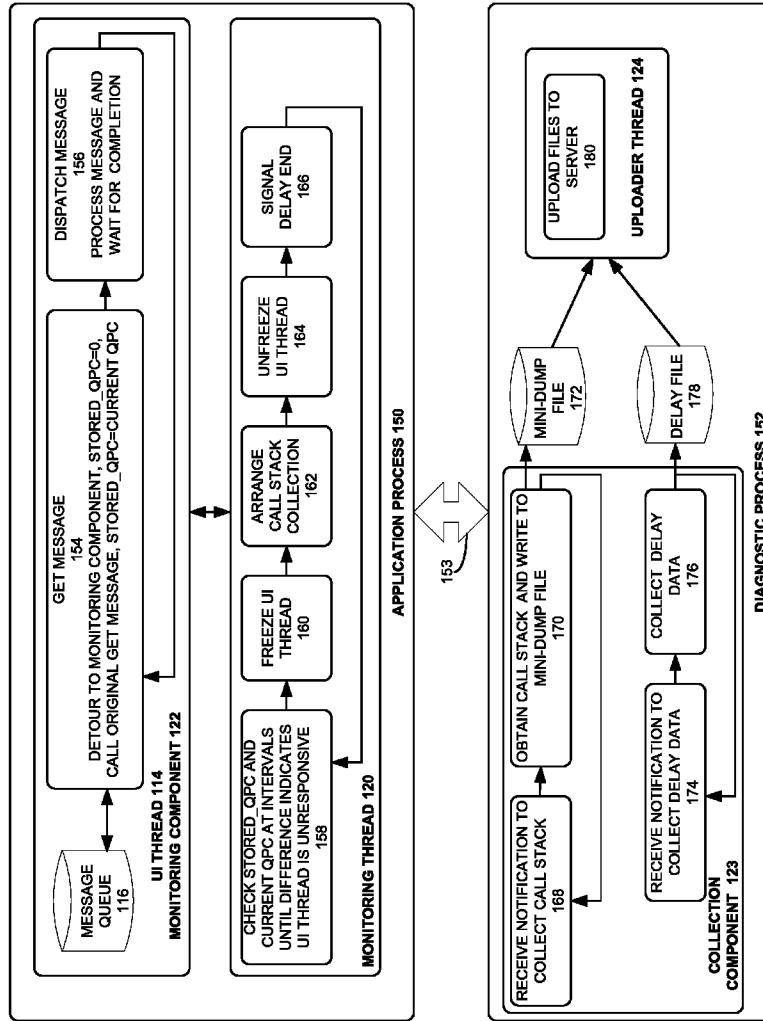 MESSAGE
QUEUE
116
GET MESSAGE
154
DETOUR TO MONITORING COMPONENT, STORED_QPC=0,
CALL ORIGINAL GET MESSAGE, STORED_QPC=CURRENT QPC
DISPATCH MESSAGE
156
PROCESS MESSAGE AND
WAIT FOR COMPLETION
UI THREAD 114
MONITORING COMPONENT 122
CHECK STORED_QPC AND
CURRENT QPC AT INTERVALS
UNTIL DIFFERENCE INDICATES
UI THREAD IS UNRESPONSIVE
158
FREEZE UI
THREAD
160
ARRANGE
CALL STACK
COLLECTION
162
UNFREEZE
UI THREAD
164
SIGNAL
DELAY END
166
MONITORING THREAD 120
APPLICATION PROCESS 150
153
RECEIVE NOTIFICATION TO
COLLECT CALL STACK
168
OBTAIN CALL STACK AND WRITE TO
MINI-DUMP FILE
170
MINI-DUMP
FILE
172
RECEIVE NOTIFICATION TO
COLLECT DELAY DATA
174
COLLECT DELAY
DATA
176
DELAY FILE
178
COLLECTION
COMPONENT 123
UPLOAD FILES TO
SERVER
180
UPLOADER THREAD 124
DIAGNOSTIC PROCESS 152